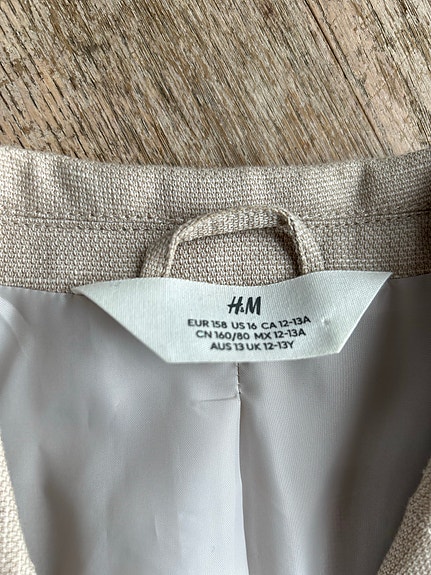 H&M
EUR 158 US 16 CA 12-13A
CN 160/80 MX 12-13A
AUS 13 UK 12-13Y